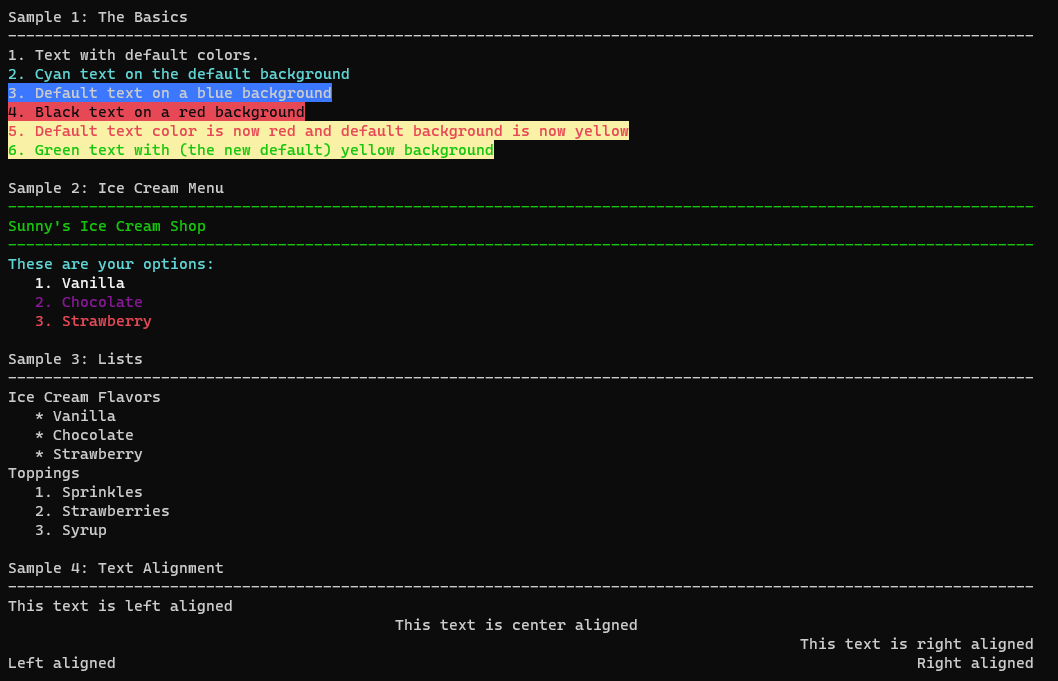 Sample 1: The Basics
------------------------------------------------------------------------------------------------------------------
1. Text with default colors.
2. Cyan text on the default background
3. Default text on a blue background
4. Black text on a red background
5. Default text color is now red and default background is now yellow
6. Green text with (the new default) yellow background
Sample 2: Ice Cream Menu
------------------------------------------------------------------------------------------------------------------
Sunny's Ice Cream Shop
------------------------------------------------------------------------------------------------------------------
These are your options:
1. Vanilla
2. Chocolate
3. Strawberry
Sample 3: Lists
------------------------------------------------------------------------------------------------------------------
Ice Cream Flavors
* Vanilla
* Chocolate
* Strawberry
Toppings
1. Sprinkles
2. Strawberries
3. Syrup
Sample 4: Text Alignment
------------------------------------------------------------------------------------------------------------------
This text is left aligned
This text is center aligned
This text is right aligned
Left aligned Right aligned